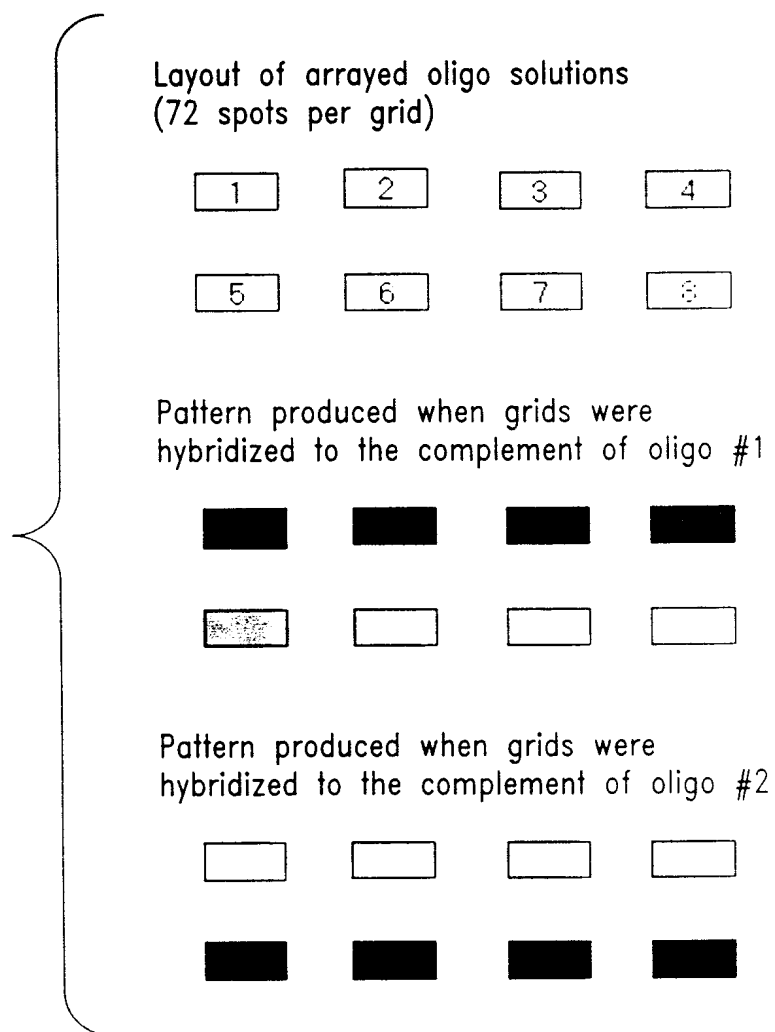 Layout of arrayed oligo solutions
(72 spots per grid)
1 2 3 4
5 6 7 8
Pattern produced when grids were
hybridized to the complement of oligo #1
Pattern produced when grids were
hybridized to the complement of oligo #2